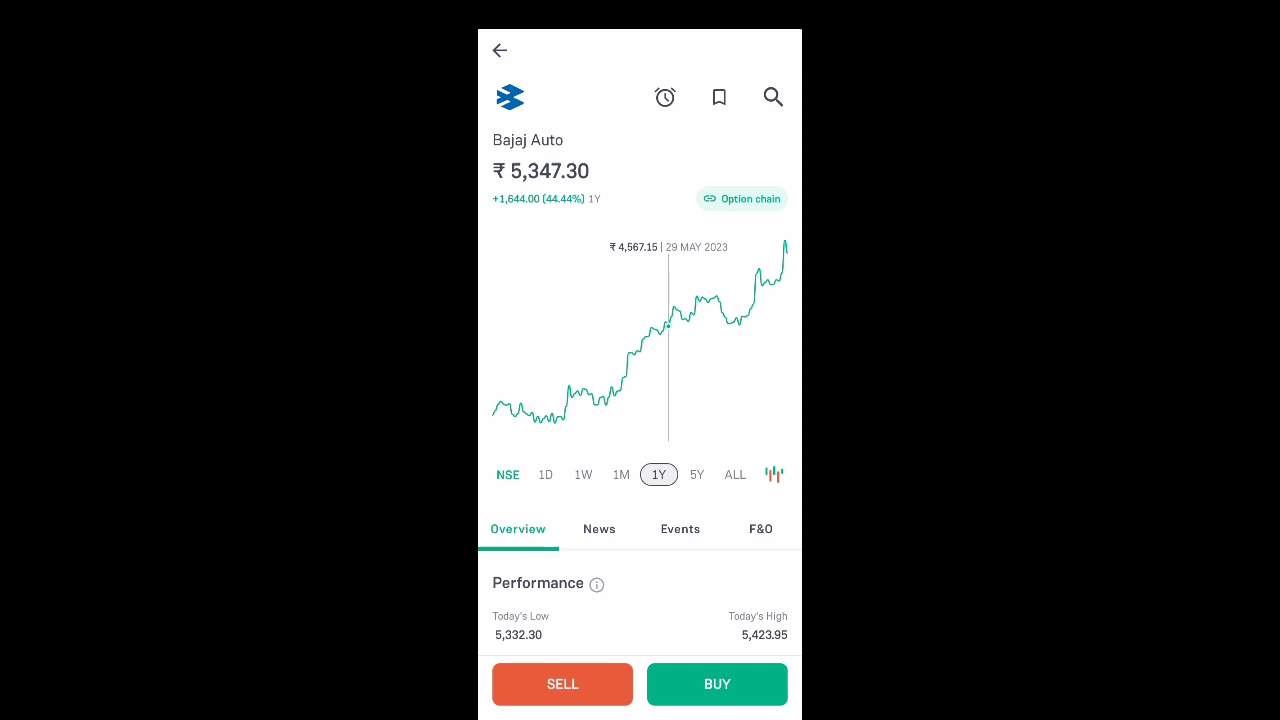 Bajaj Auto
₹ 5,347.30
+1,644.00 (44.44%) 1Y
Option chain
₹ 4,567.15 | 29 MAY 2023
NSE 1D 1W 1M 1Y 5Y ALL
Overview News Events F&O
Performance
Today's Low Today's High
5,332.30 5,423.95
SELL BUY